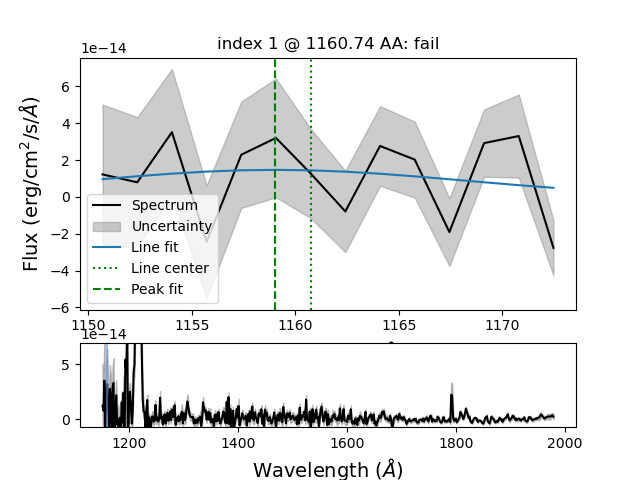 index 1 @ 1160.74 AA: fail
1e−14
Flux (erg/cm²/s/Å)
6
4
2
0
−2
−4
−6
Spectrum
Uncertainty
Line fit
Line center
Peak fit
1150 1155 1160 1165 1170
1e−14
5
0
1200 1400 1600 1800 2000
Wavelength (Å)